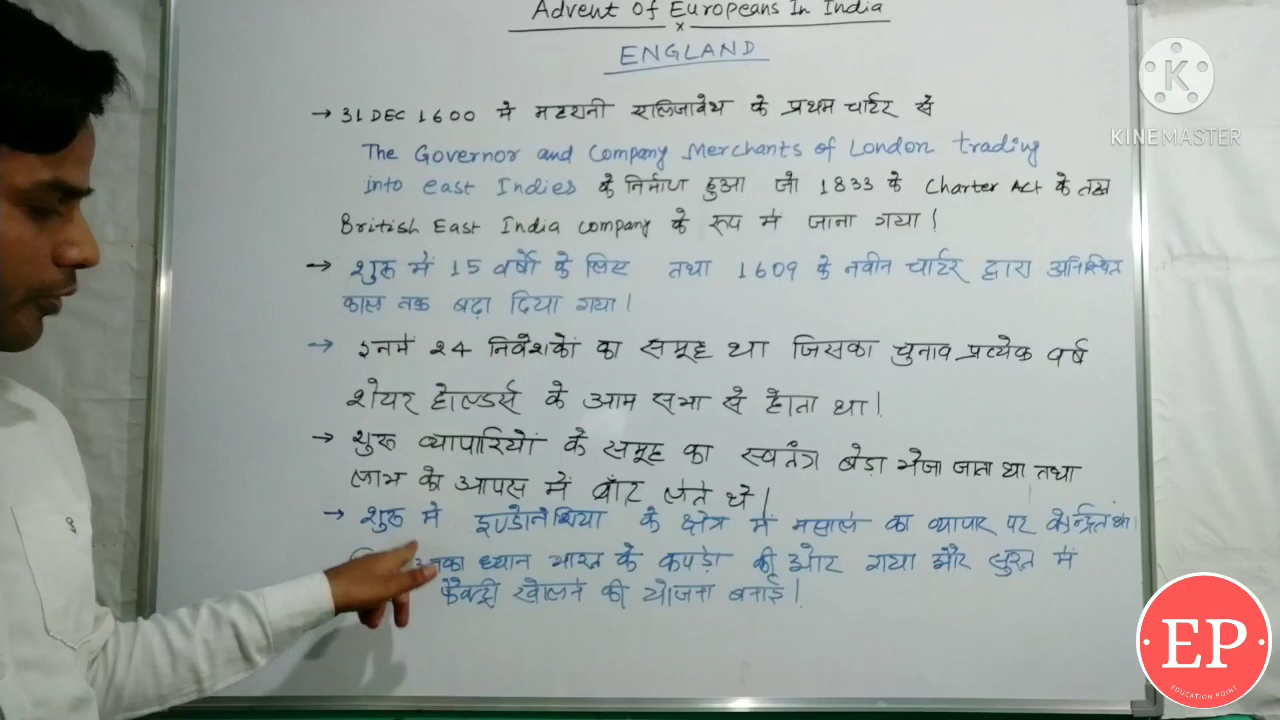 Advent Of Europeans In India
x
ENGLAND
→ 31 DEC 1600 मे महारानी एलिजावेथ के प्रथम चार्टर से
The Governor and Company Merchants of London trading
into east Indies के निर्माण हुआ जो 1833 के Charter Act के तहत
British East India company के रूप में जाना गया।
→ शुरू में 15 वर्षो के लिए तथा 1609 के नवीन चार्टर द्वारा अनिश्चित
काल तक बढ़ा दिया गया।
→ इनमे 24 निवेशकों का समूह था जिसका चुनाव प्रत्येक वर्ष
शेयर होल्डर्स के आम सभा से होता था।
→ शुरू व्यापारियों के समूह का स्वतंत्र बेड़ा भेजा जाता था तथा
लाभ को आपस में बाँट लेते थे।
→ शुरू मे इण्डोनेशिया के क्षेत्र में मसाले का व्यापार पर केन्द्रित था।
ध्यान भारत के कपड़ो की ओर गया और सुरत में
फैक्ट्री खोलने की योजना बनाई।
K
KINEMASTER
EP
EDUCATION POINT